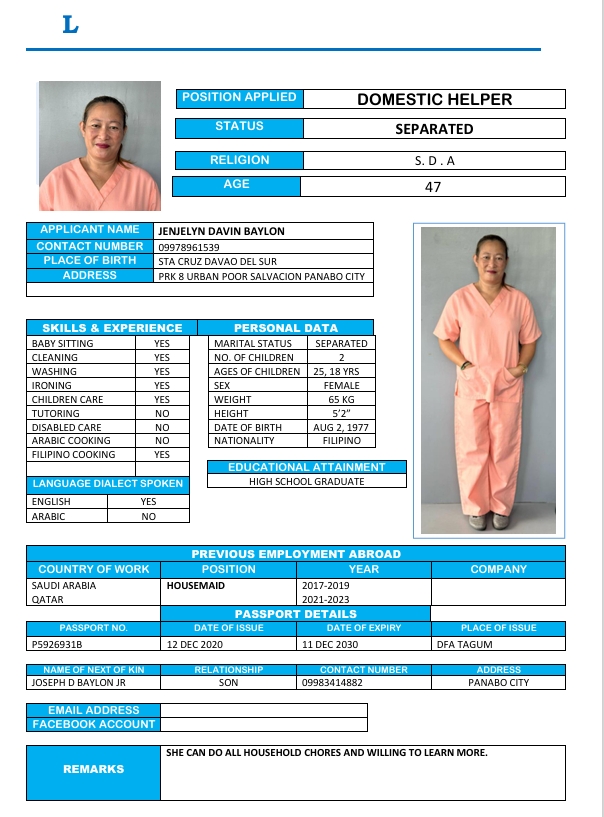 L
POSITION APPLIED DOMESTIC HELPER
STATUS SEPARATED
RELIGION S. D . A
AGE 47
APPLICANT NAME JENJELYN DAVIN BAYLON
CONTACT NUMBER 09978961539
PLACE OF BIRTH STA CRUZ DAVAO DEL SUR
ADDRESS PRK 8 URBAN POOR SALVACION PANABO CITY
SKILLS & EXPERIENCE PERSONAL DATA
BABY SITTING YES MARITAL STATUS SEPARATED
CLEANING YES NO. OF CHILDREN 2
WASHING YES AGES OF CHILDREN 25, 18 YRS
IRONING YES SEX FEMALE
CHILDREN CARE YES WEIGHT 65 KG
TUTORING NO HEIGHT 5’2”
DISABLED CARE NO DATE OF BIRTH AUG 2, 1977
ARABIC COOKING NO NATIONALITY FILIPINO
FILIPINO COOKING YES
EDUCATIONAL ATTAINMENT
HIGH SCHOOL GRADUATE
LANGUAGE DIALECT SPOKEN
ENGLISH YES
ARABIC NO
PREVIOUS EMPLOYMENT ABROAD
COUNTRY OF WORK POSITION YEAR COMPANY
SAUDI ARABIA HOUSEMAID 2017-2019
QATAR 2021-2023
PASSPORT DETAILS
PASSPORT NO. DATE OF ISSUE DATE OF EXPIRY PLACE OF ISSUE
P5926931B 12 DEC 2020 11 DEC 2030 DFA TAGUM
NAME OF NEXT OF KIN RELATIONSHIP CONTACT NUMBER ADDRESS
JOSEPH D BAYLON JR SON 09983414882 PANABO CITY
EMAIL ADDRESS
FACEBOOK ACCOUNT
REMARKS SHE CAN DO ALL HOUSEHOLD CHORES AND WILLING TO LEARN MORE.